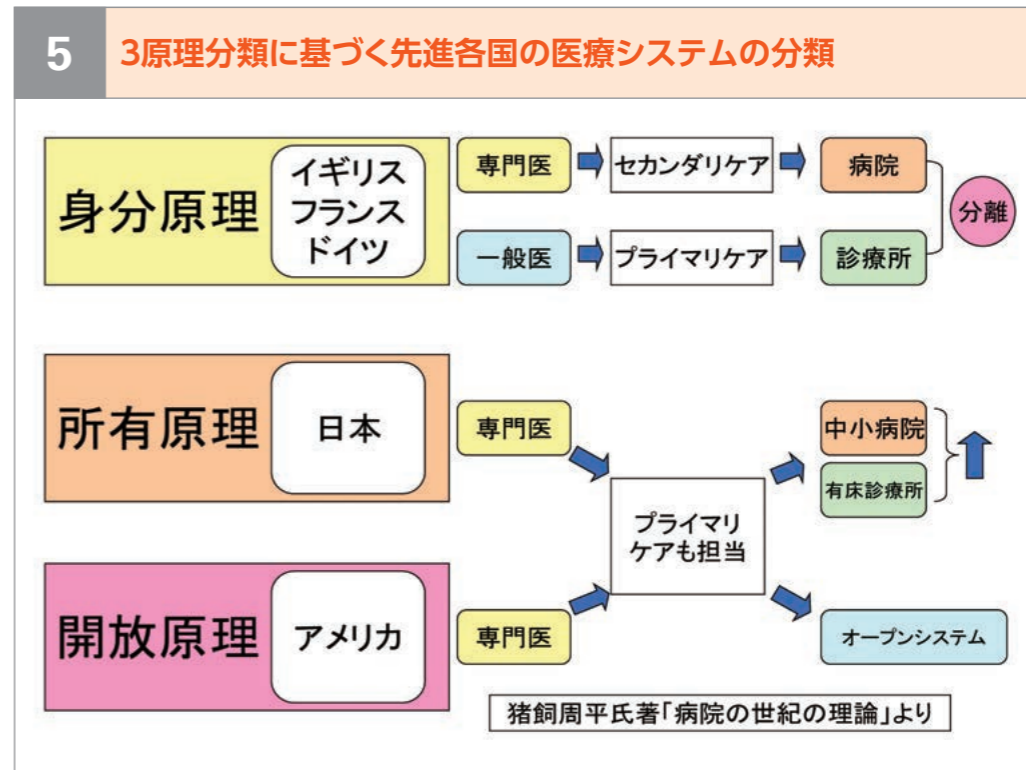 5
3原理分類に基づく先進各国の医療システムの分類
身分原理
イギリス
フランス
ドイツ
専門医
セカンダリケア
病院
一般医
プライマリケア
診療所
分離
所有原理
日本
専門医
中小病院
有床診療所
プライマリ
ケアも担当
開放原理
アメリカ
専門医
オープンシステム
猪飼周平氏著「病院の世紀の理論」より